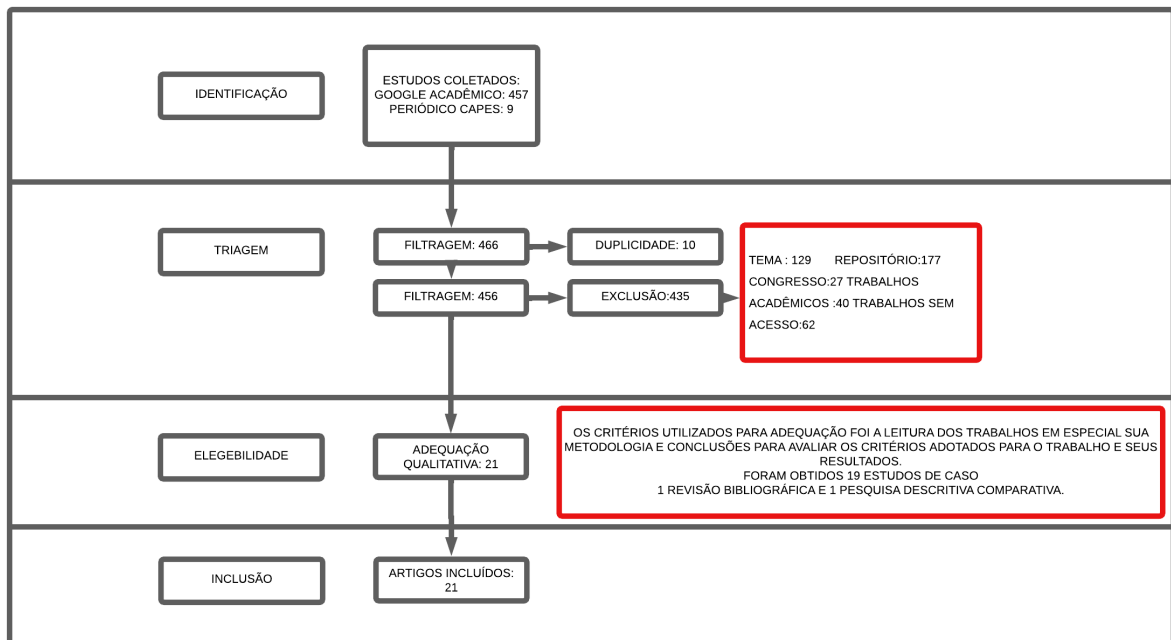 IDENTIFICAÇÃO
ESTUDOS COLETADOS:
GOOGLE ACADÊMICO: 457
PERIÓDICO CAPES: 9
TRIAGEM
FILTRAGEM: 466
DUPLICIDADE: 10
FILTRAGEM: 456
EXCLUSÃO:435
TEMA : 129 REPOSITÓRIO:177
CONGRESSO:27 TRABALHOS
ACADÊMICOS :40 TRABALHOS SEM
ACESSO:62
ELEGEBILIDADE
ADEQUAÇÃO
QUALITATIVA: 21
OS CRITÉRIOS UTILIZADOS PARA ADEQUAÇÃO FOI A LEITURA DOS TRABALHOS EM ESPECIAL SUA
METODOLOGIA E CONCLUSÕES PARA AVALIAR OS CRITÉRIOS ADOTADOS PARA O TRABALHO E SEUS
RESULTADOS.
FORAM OBTIDOS 19 ESTUDOS DE CASO
1 REVISÃO BIBLIOGRÁFICA E 1 PESQUISA DESCRITIVA COMPARATIVA.
INCLUSÃO
ARTIGOS INCLUÍDOS:
21